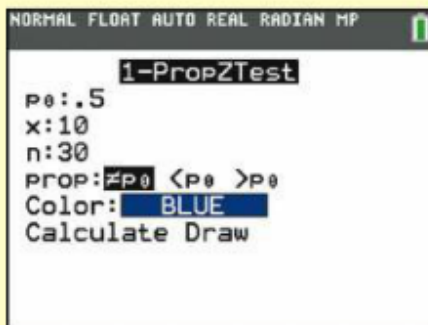 NORMAL FLOAT AUTO REAL RADIAN MP
1-PropZTest
p₀:.5
x:10
n:30
prop:≠p₀ <p₀ >p₀
Color: BLUE
Calculate Draw